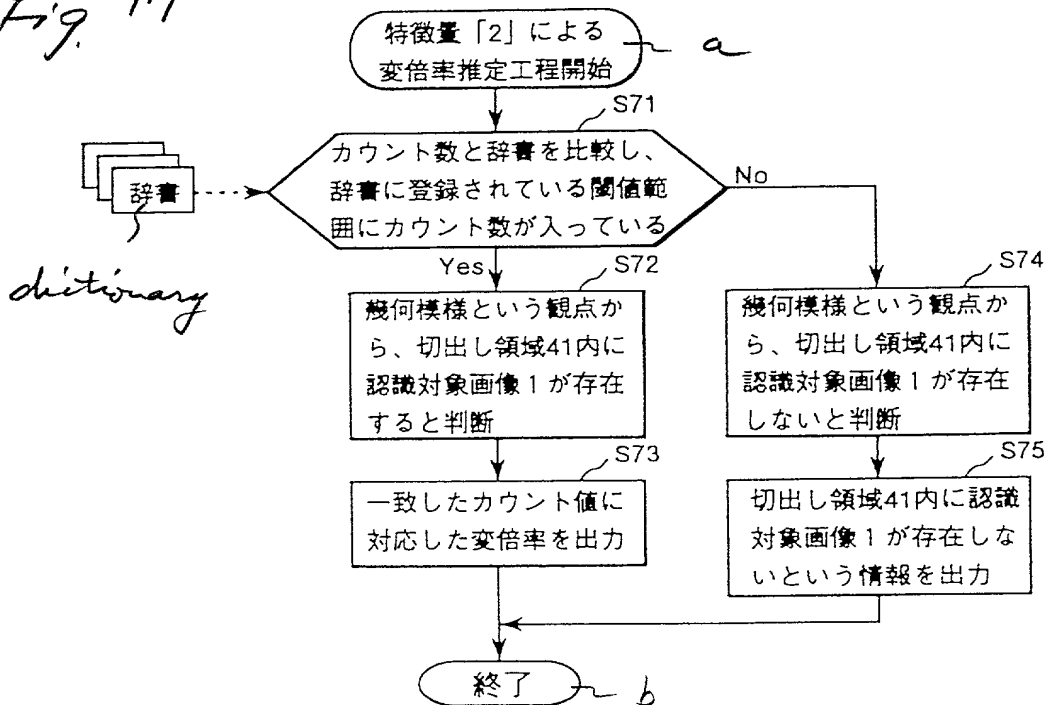 Fig.
特徴量「2」による
変倍率推定工程開始
a
S71
カウント数と辞書を比較し、
辞書に登録されている閾値範
囲にカウント数が入っている
辞書
dictionary
No
Yes
S72
幾何模様という観点か
ら、切出し領域41内に
認識対象画像1が存在
すると判断
S74
幾何模様という観点か
ら、切出し領域41内に
認識対象画像1が存在
しないと判断
S73
一致したカウント値に
対応した変倍率を出力
S75
切出し領域41内に認識
対象画像1が存在しな
いという情報を出力
終了
b